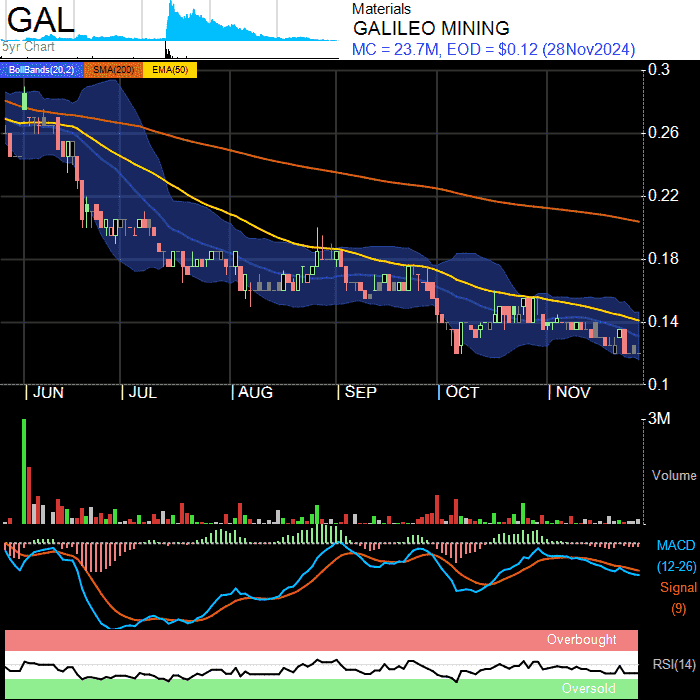 GAL
5yr Chart
Materials
GALILEO MINING
MC = 23.7M, EOD = $0.12 (28Nov2024)
BollBands(20,2) SMA(200) EMA(50)
0.3
0.26
0.22
0.18
0.14
0.1
JUN JUL AUG SEP OCT NOV
3M
Volume
MACD
(12-26)
Signal
(9)
Overbought
RSI(14)
Oversold